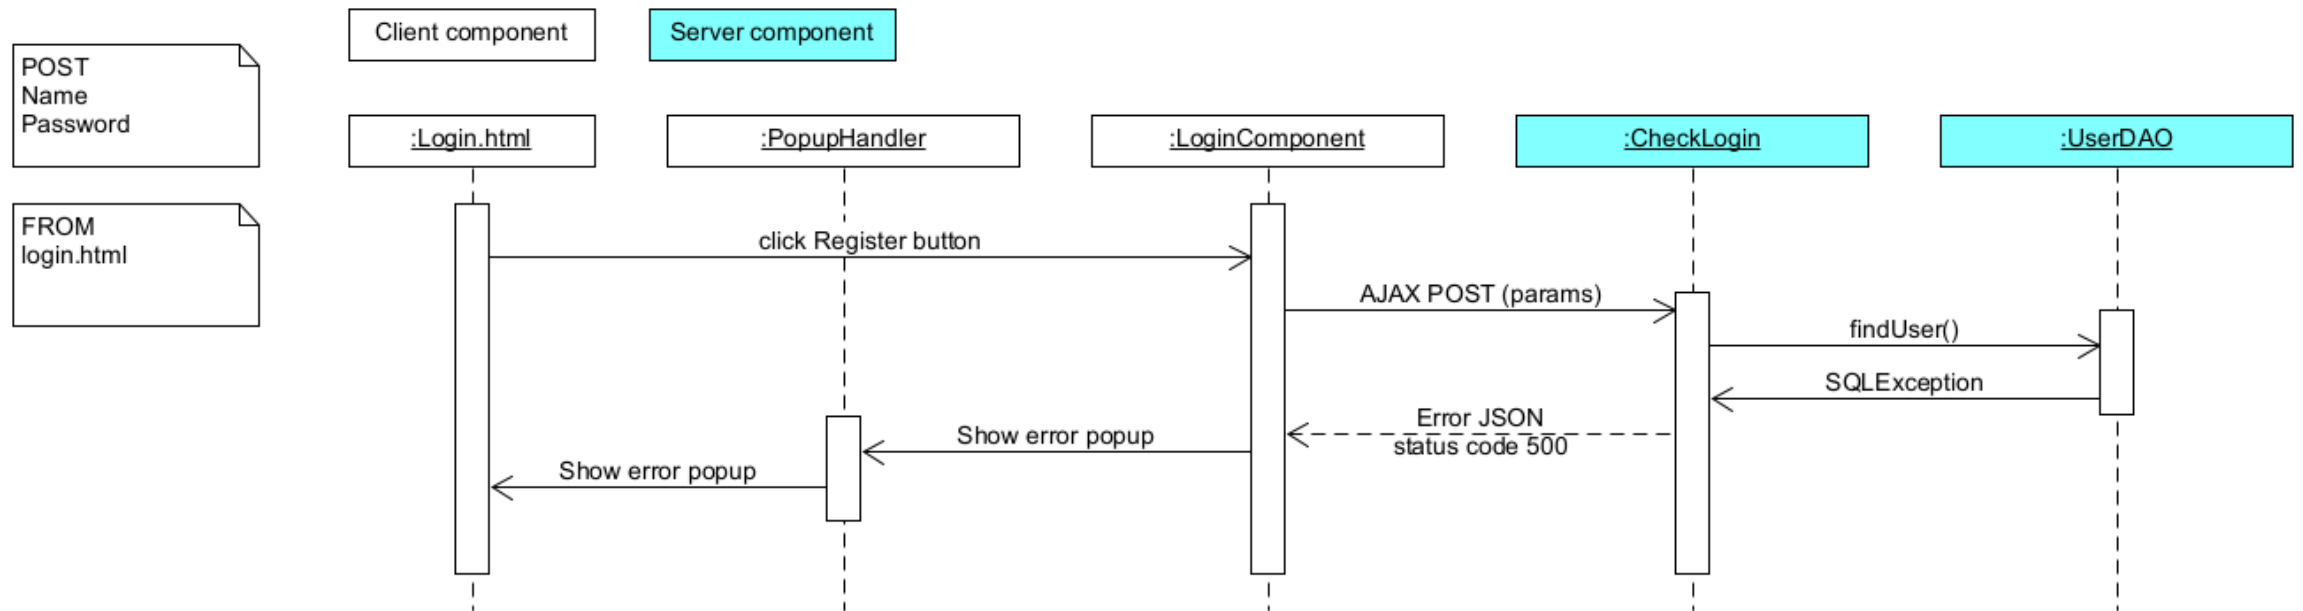 Client component
Server component
POST
Name
Password
:Login.html
:PopupHandler
:LoginComponent
:CheckLogin
:UserDAO
FROM
login.html
click Register button
AJAX POST (params)
findUser()
SQLException
Error JSON
status code 500
Show error popup
Show error popup